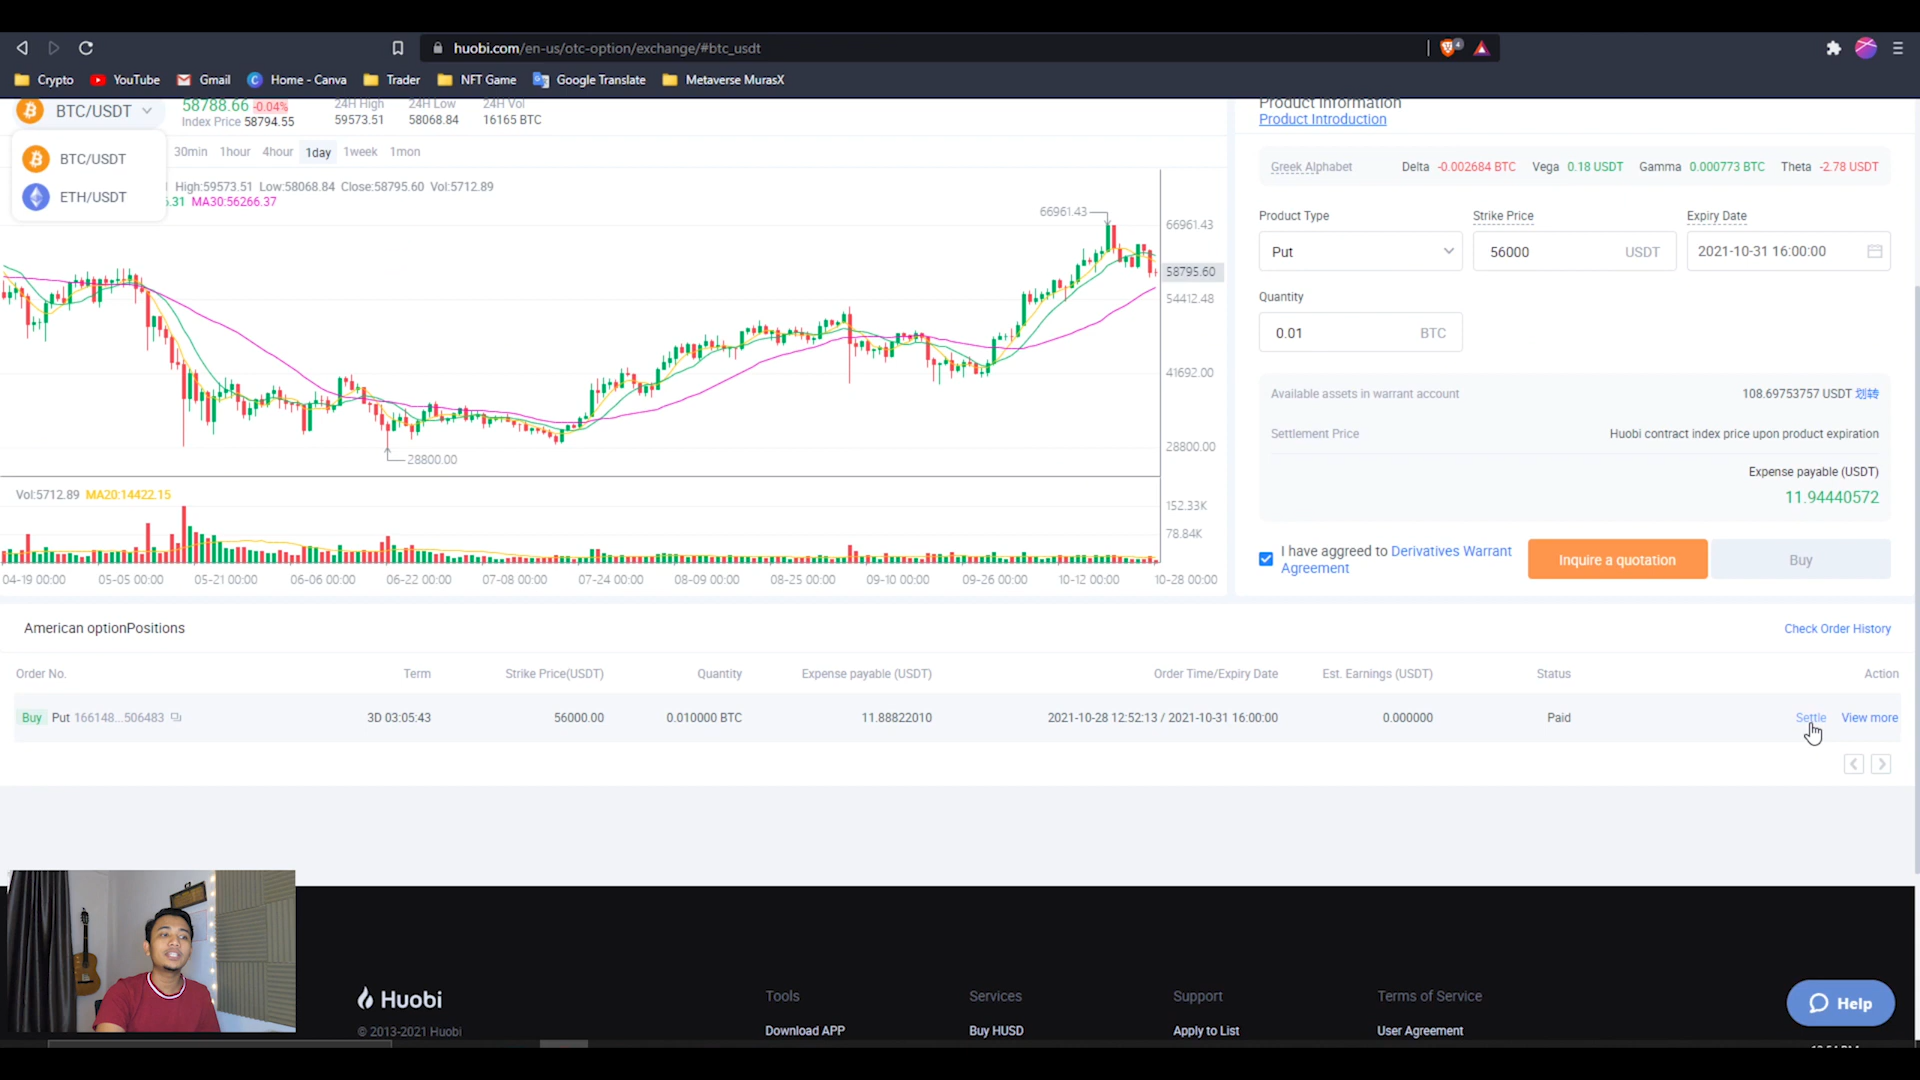 huobi.com/en-us/otc-option/exchange/#btc_usdt
4
Crypto
YouTube
Gmail
Home - Canva
Trader
NFT Game
Google Translate
Metaverse MurasX
BTC/USDT
58788.66 -0.04%
Index Price 58794.55
24H High
59573.51
24H Low
58068.84
24H Vol
16165 BTC
BTC/USDT
ETH/USDT
30min 1hour 4hour 1day 1week 1mon
High:59573.51 Low:58068.84 Close:58795.60 Vol:5712.89
.31 MA30:56266.37
66961.43
66961.43
58795.60
54412.48
41692.00
28800.00
28800.00
Vol:5712.89 MA20:14422.15
152.33K
78.84K
04-19 00:00 05-05 00:00 05-21 00:00 06-06 00:00 06-22 00:00 07-08 00:00 07-24 00:00 08-09 00:00 08-25 00:00 09-10 00:00 09-26 00:00 10-12 00:00 10-28 00:00
Product Information
Product Introduction
Greek Alphabet Delta -0.002684 BTC Vega 0.18 USDT Gamma 0.000773 BTC Theta -2.78 USDT
Product Type Strike Price Expiry Date
Put 56000 USDT 2021-10-31 16:00:00
Quantity
0.01 BTC
Available assets in warrant account 108.69753757 USDT 划转
Settlement Price Huobi contract index price upon product expiration
Expense payable (USDT)
11.94440572
I have aggreed to Derivatives Warrant
Agreement
Inquire a quotation
Buy
American optionPositions
Check Order History
Order No. Term Strike Price(USDT) Quantity Expense payable (USDT) Order Time/Expiry Date Est. Earnings (USDT) Status Action
Buy Put 166148...506483 3D 03:05:43 56000.00 0.010000 BTC 11.88822010 2021-10-28 12:52:13 / 2021-10-31 16:00:00 0.000000 Paid Settle View more
Huobi
© 2013-2021 Huobi
Tools
Download APP
Services
Buy HUSD
Support
Apply to List
Terms of Service
User Agreement
Help